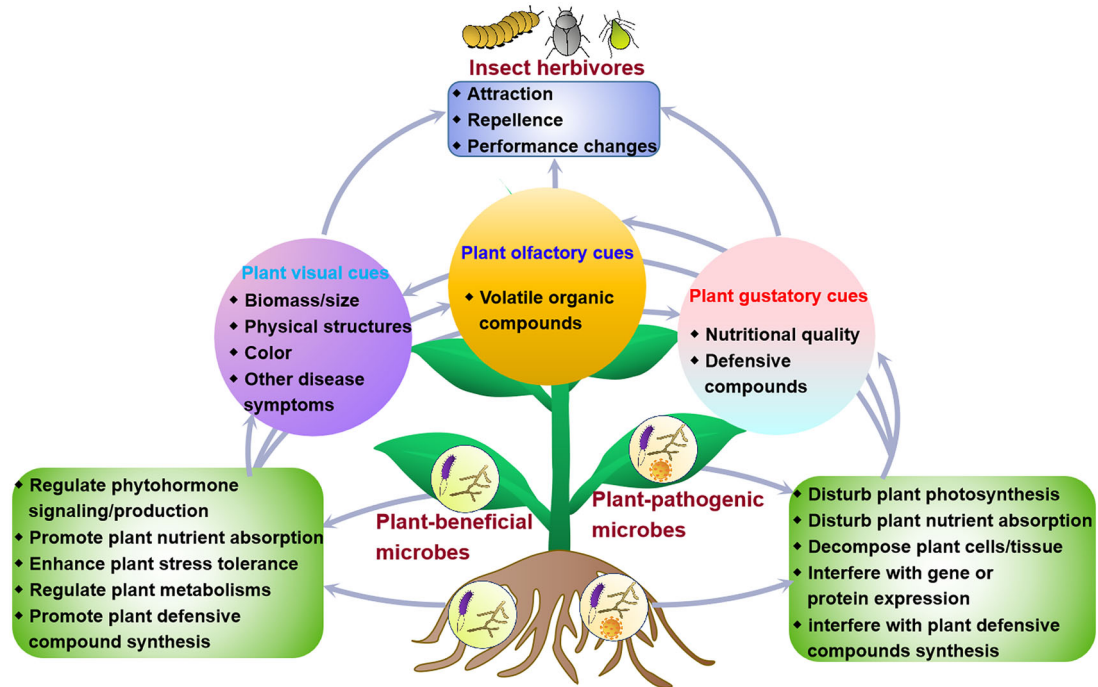 Insect herbivores
◆ Attraction
◆ Repellence
◆ Performance changes
Plant visual cues
◆ Biomass/size
◆ Physical structures
◆ Color
◆ Other disease
symptoms
Plant olfactory cues
◆ Volatile organic
compounds
Plant gustatory cues
◆ Nutritional quality
◆ Defensive
compounds
◆ Regulate phytohormone
signaling/production
◆ Promote plant nutrient absorption
◆ Enhance plant stress tolerance
◆ Regulate plant metabolisms
◆ Promote plant defensive
compound synthesis
Plant-beneficial
microbes
Plant-pathogenic
microbes
◆ Disturb plant photosynthesis
◆ Disturb plant nutrient absorption
◆ Decompose plant cells/tissue
◆ Interfere with gene or
protein expression
◆ interfere with plant defensive
compounds synthesis